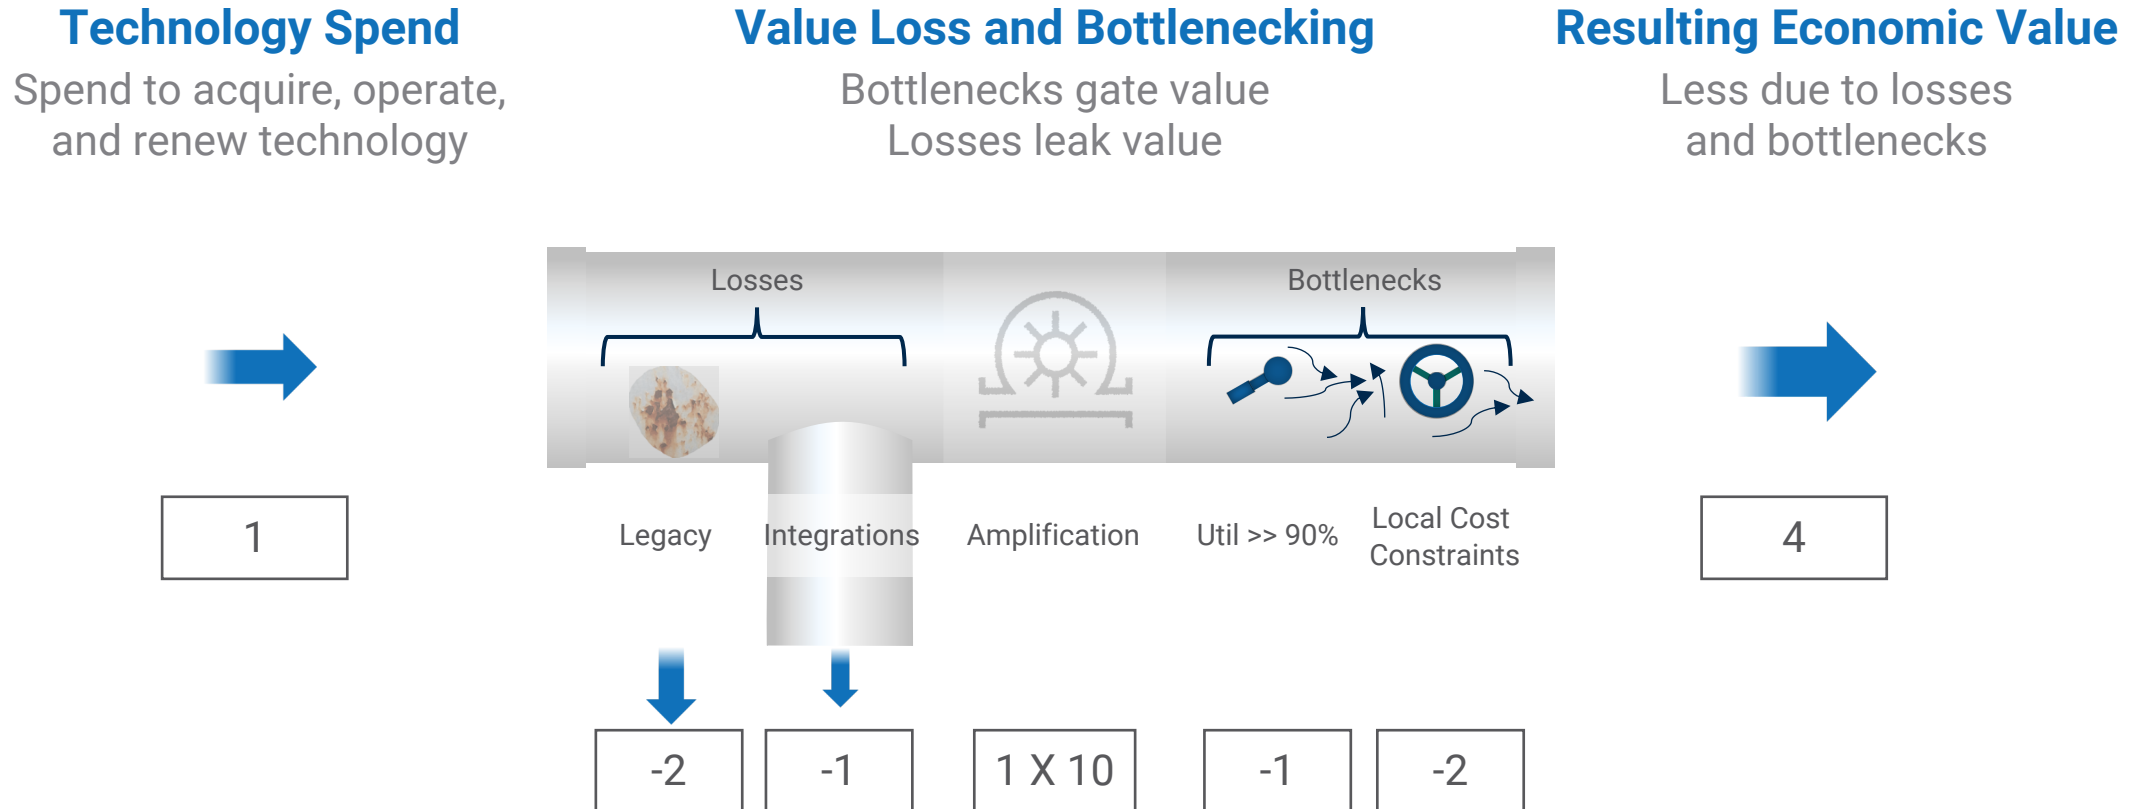 Technology Spend
Spend to acquire, operate,
and renew technology
Value Loss and Bottlenecking
Bottlenecks gate value
Losses leak value
Resulting Economic Value
Less due to losses
and bottlenecks
Losses
Bottlenecks
1
Legacy
Integrations
Amplification
Util >> 90%
Local Cost
Constraints
4
-2
-1
1 X 10
-1
-2